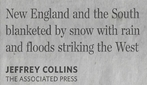 New England and the South
blanketed by snow with rain
and floods striking the West
JEFFREY COLLINS
THE ASSOCIATED PRESS